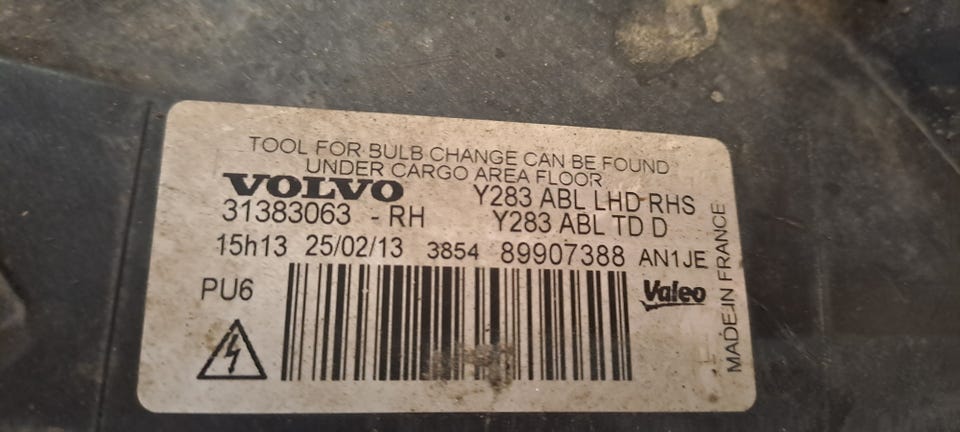 TOOL FOR BULB CHANGE CAN BE FOUND
UNDER CARGO AREA FLOOR
VOLVO Y283 ABL LHD RHS
31383063 - RH Y283 ABL TD D
15h13 25/02/13 3854 89907388 AN1JE
PU6
Valeo
MADE IN FRANCE